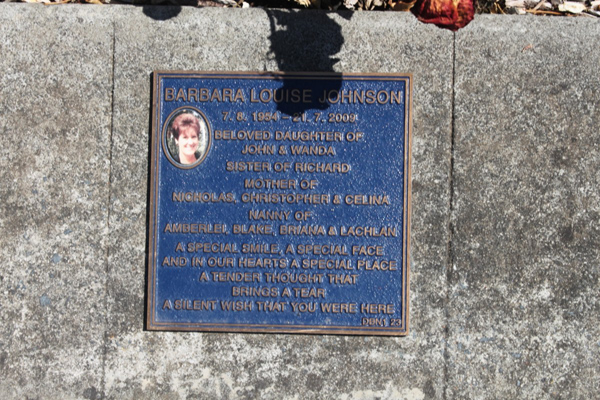 BARBARA LOUISE JOHNSON
7. 8. 1954 - 21. 7. 2009
BELOVED DAUGHTER OF
JOHN & WANDA
SISTER OF RICHARD
MOTHER OF
NICHOLAS, CHRISTOPHER & CELINA
NANNY OF
AMBERLEI, BLAKE, BRIANA & LACHLAN
A SPECIAL SMILE, A SPECIAL FACE
AND IN OUR HEARTS A SPECIAL PLACE
A TENDER THOUGHT THAT
BRINGS A TEAR
A SILENT WISH THAT YOU WERE HERE